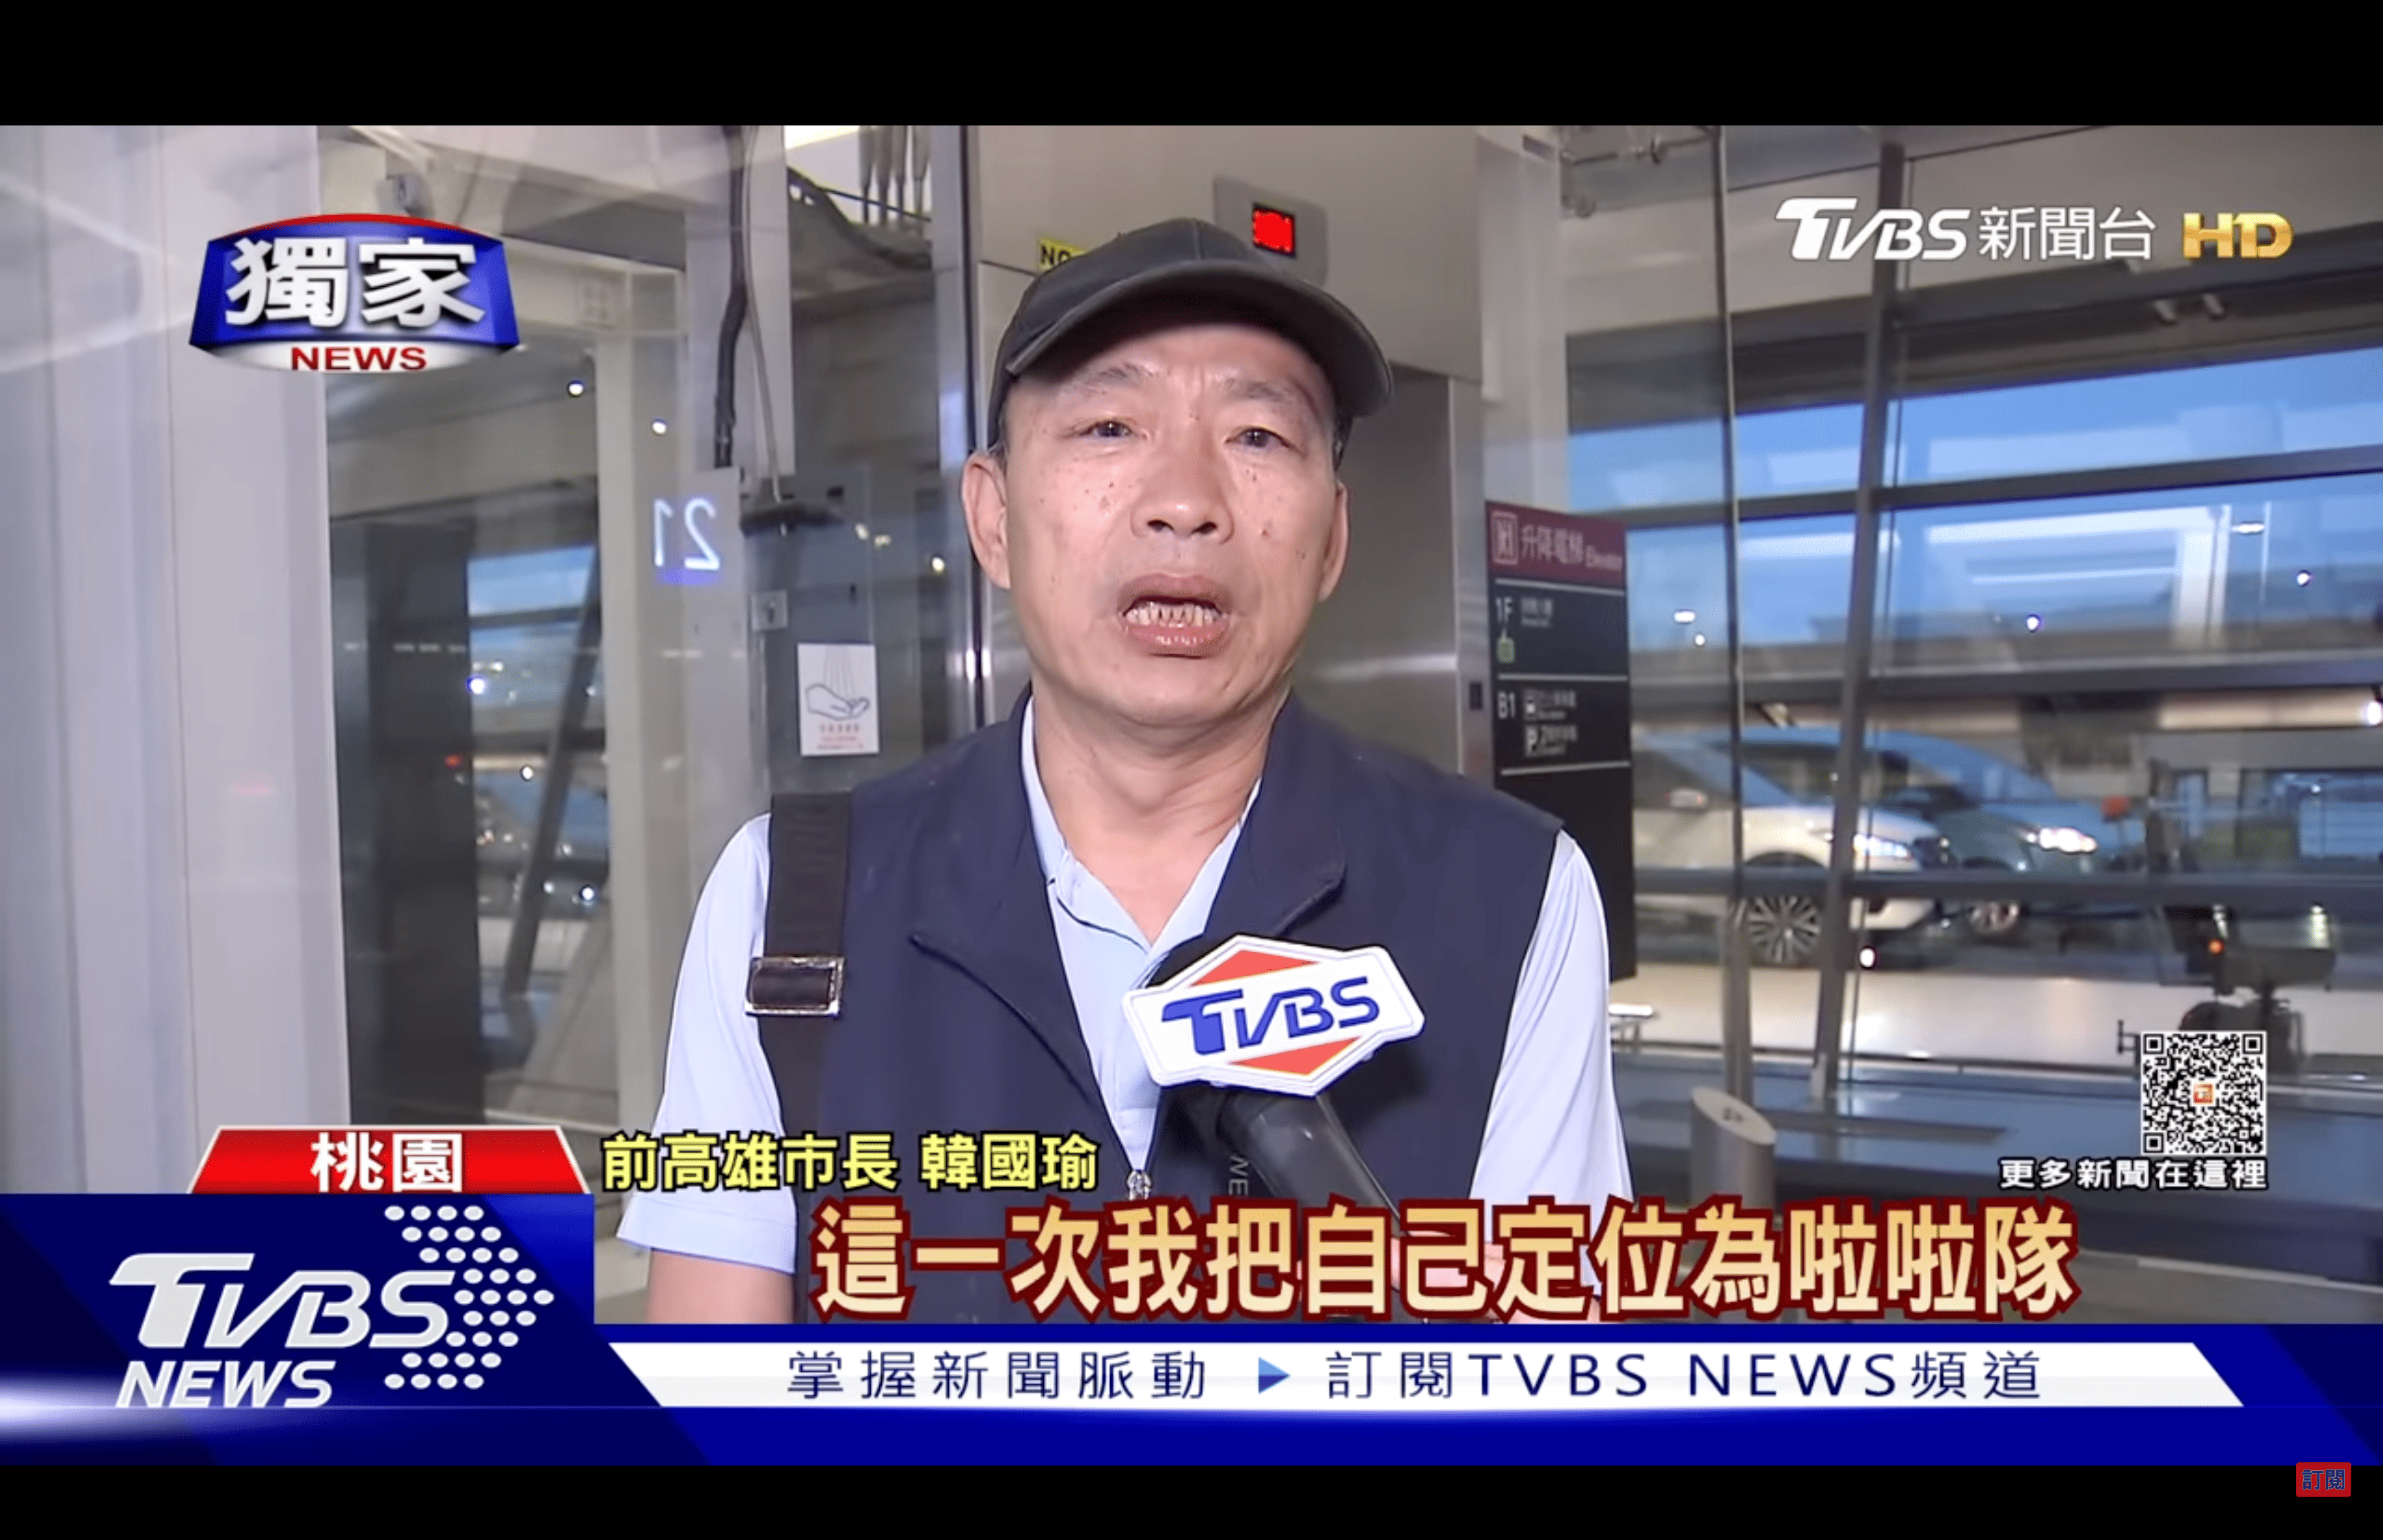 TVBS新聞台 HD
獨家
NEWS
NO
21
升降電梯 Elevator
1F
B1
P
TVBS
更多新聞在這裡
桃園
前高雄市長 韓國瑜
這一次我把自己定位為啦啦隊
TVBS
NEWS
掌握新聞脈動 ▶ 訂閱TVBS NEWS頻道
訂閱